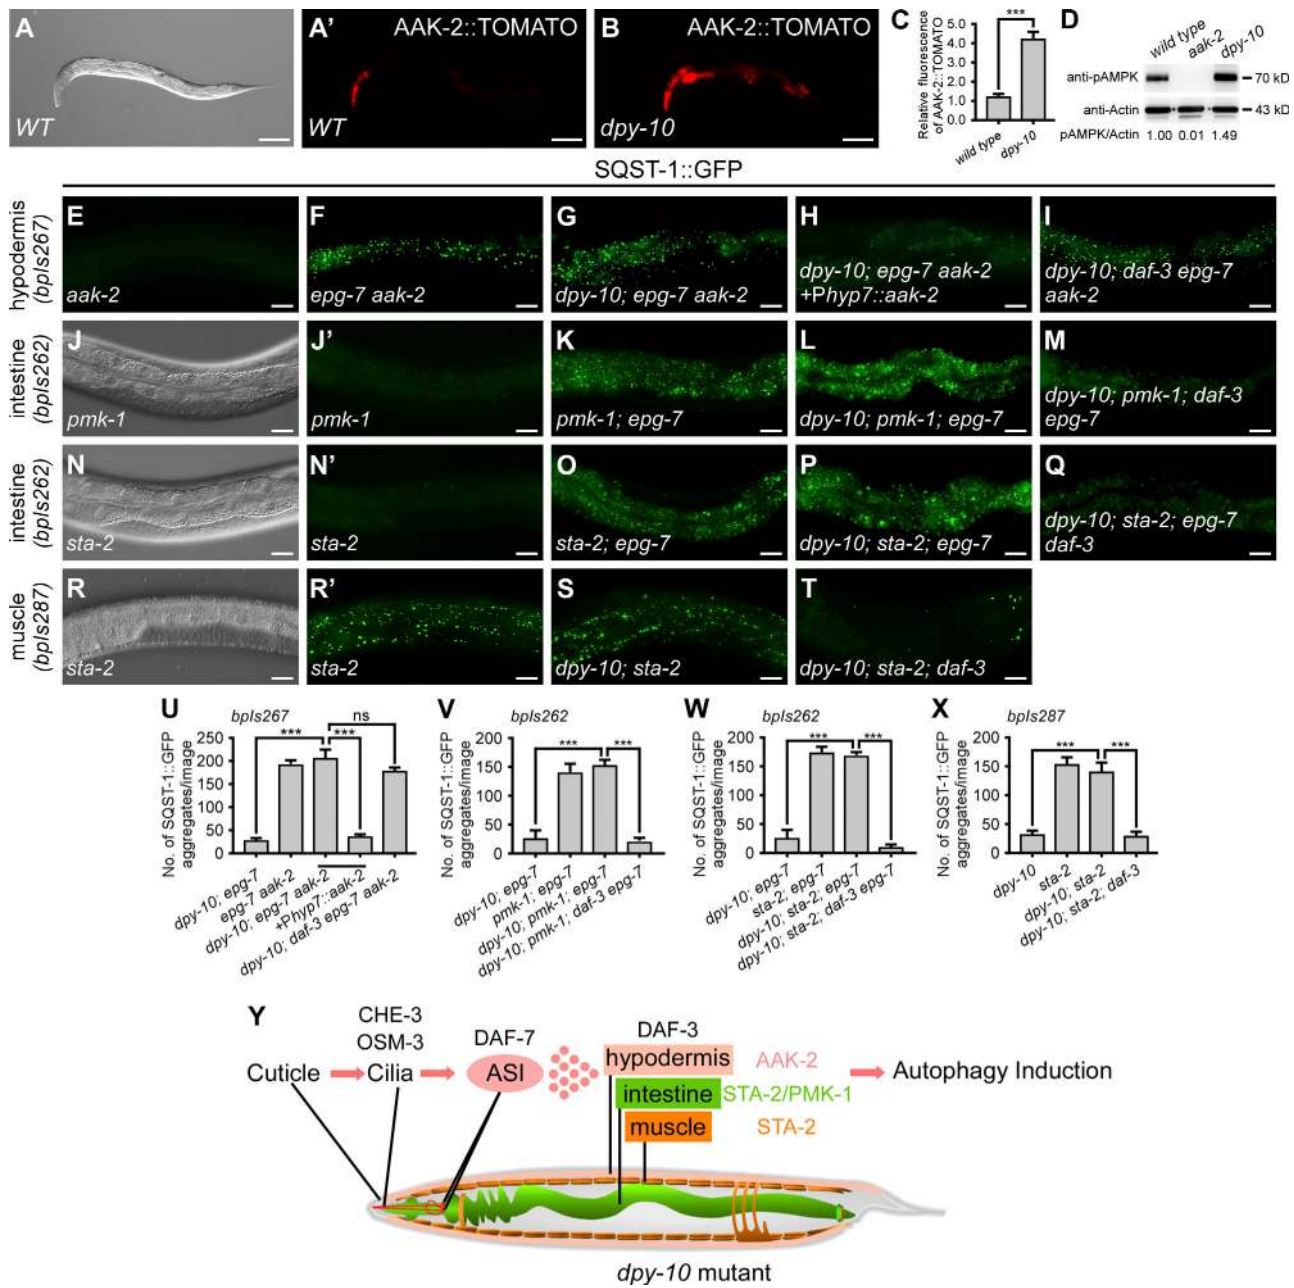 A
WT
A'
AAK-2::TOMATO
WT
B
AAK-2::TOMATO
dpy-10
C
Relative fluorescence
of AAK-2::TOMATO
5.0
4.0
3.0
2.0
1.0
0.0
***
wild type
dpy-10
D
wild type
aak-2
dpy-10
anti-pAMPK
70 kD
anti-Actin
43 kD
pAMPK/Actin 1.00 0.01 1.49
SQST-1::GFP
hypodermis
(bpIs267)
E
aak-2
F
epg-7 aak-2
G
dpy-10; epg-7 aak-2
H
dpy-10; epg-7 aak-2
+Phyp7::aak-2
I
dpy-10; daf-3 epg-7
aak-2
intestine
(bpIs262)
J
pmk-1
J'
pmk-1
K
pmk-1; epg-7
L
dpy-10; pmk-1; epg-7
M
dpy-10; pmk-1; daf-3
epg-7
intestine
(bpIs262)
N
sta-2
N'
sta-2
O
sta-2; epg-7
P
dpy-10; sta-2; epg-7
Q
dpy-10; sta-2; epg-7
daf-3
muscle
(bpIs287)
R
sta-2
R'
sta-2
S
dpy-10; sta-2
T
dpy-10; sta-2; daf-3
U
bpIs267
No. of SQST-1::GFP
aggregates/image
250
200
150
100
50
0
***
***
ns
dpy-10; epg-7
epg-7 aak-2
dpy-10; epg-7 aak-2
+Phyp7::aak-2
dpy-10; daf-3 epg-7 aak-2
V
bpIs262
No. of SQST-1::GFP
aggregates/image
200
150
100
50
0
***
***
dpy-10; epg-7
pmk-1; epg-7
dpy-10; pmk-1; epg-7
dpy-10; pmk-1; daf-3 epg-7
W
bpIs262
No. of SQST-1::GFP
aggregates/image
200
150
100
50
0
***
***
dpy-10; epg-7
sta-2; epg-7
dpy-10; sta-2; epg-7
dpy-10; sta-2; daf-3 epg-7
X
bpIs287
No. of SQST-1::GFP
aggregates/image
200
150
100
50
0
***
***
dpy-10
sta-2
dpy-10; sta-2
dpy-10; sta-2; daf-3
Y
CHE-3
OSM-3
DAF-7
DAF-3
Cuticle
Cilia
ASI
hypodermis
AAK-2
Autophagy Induction
intestine
STA-2/PMK-1
muscle
STA-2
dpy-10 mutant